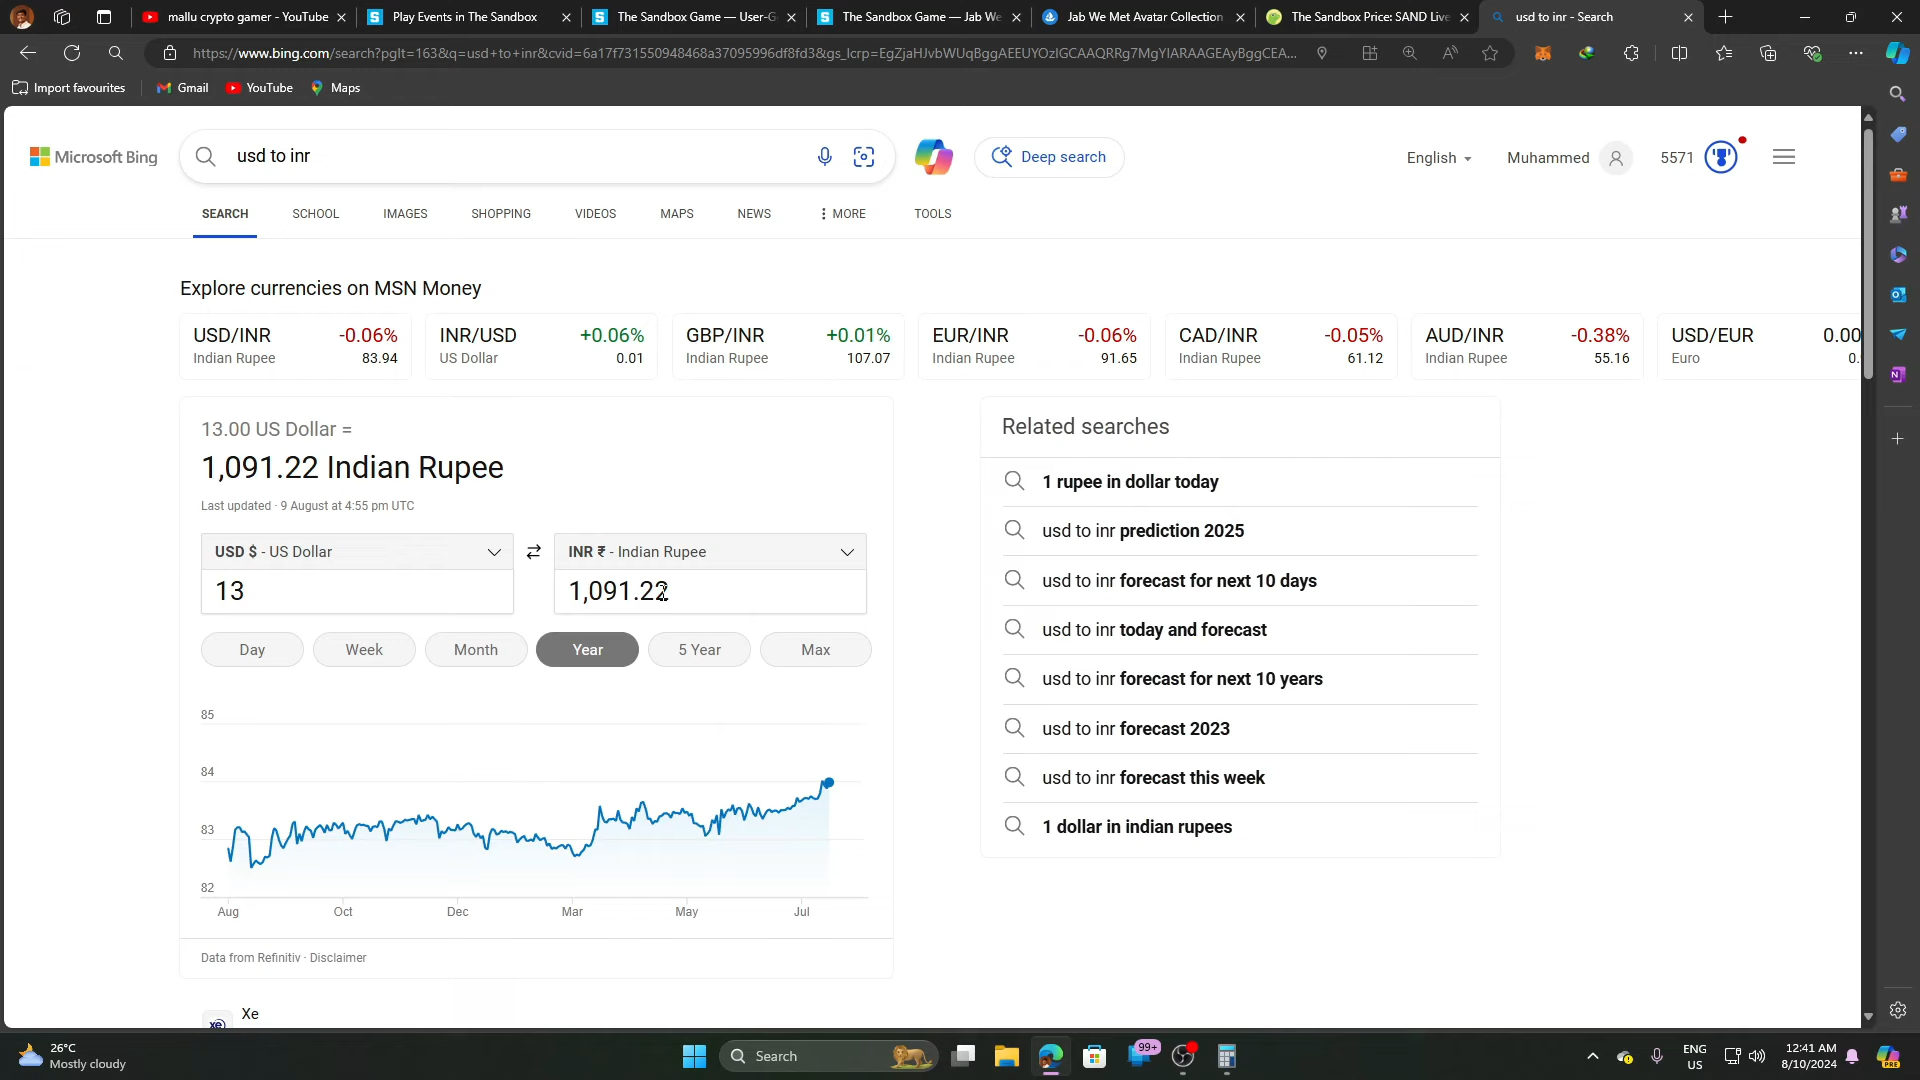 mallu crypto gamer - YouTube
Play Events in The Sandbox
The Sandbox Game — User-G
The Sandbox Game — Jab We
Jab We Met Avatar Collection
The Sandbox Price: SAND Live
usd to inr - Search
https://www.bing.com/search?pglt=163&q=usd+to+inr&cvid=6a17f731550948468a37095996df8fd3&gs_lcrp=EgZjaHJvbWUqBggAEEUYOzIGCAAQRRg7MgYIARAAGEAyBggCEA...
Import favourites
Gmail
YouTube
Maps
Microsoft Bing
usd to inr
Deep search
English
Muhammed
5571
SEARCH
SCHOOL
IMAGES
SHOPPING
VIDEOS
MAPS
NEWS
MORE
TOOLS
Explore currencies on MSN Money
USD/INR -0.06%
Indian Rupee 83.94
INR/USD +0.06%
US Dollar 0.01
GBP/INR +0.01%
Indian Rupee 107.07
EUR/INR -0.06%
Indian Rupee 91.65
CAD/INR -0.05%
Indian Rupee 61.12
AUD/INR -0.38%
Indian Rupee 55.16
USD/EUR 0.00
Euro 0.
13.00 US Dollar =
1,091.22 Indian Rupee
Last updated · 9 August at 4:55 pm UTC
USD $ - US Dollar
INR ₹ - Indian Rupee
13
1,091.22
Day
Week
Month
Year
5 Year
Max
85
84
83
82
Aug
Oct
Dec
Mar
May
Jul
Data from Refinitiv · Disclaimer
Xe
xe
Related searches
1 rupee in dollar today
usd to inr prediction 2025
usd to inr forecast for next 10 days
usd to inr today and forecast
usd to inr forecast for next 10 years
usd to inr forecast 2023
usd to inr forecast this week
1 dollar in indian rupees
26°C
Mostly cloudy
Search
99+
ENG
US
12:41 AM
8/10/2024
PRE